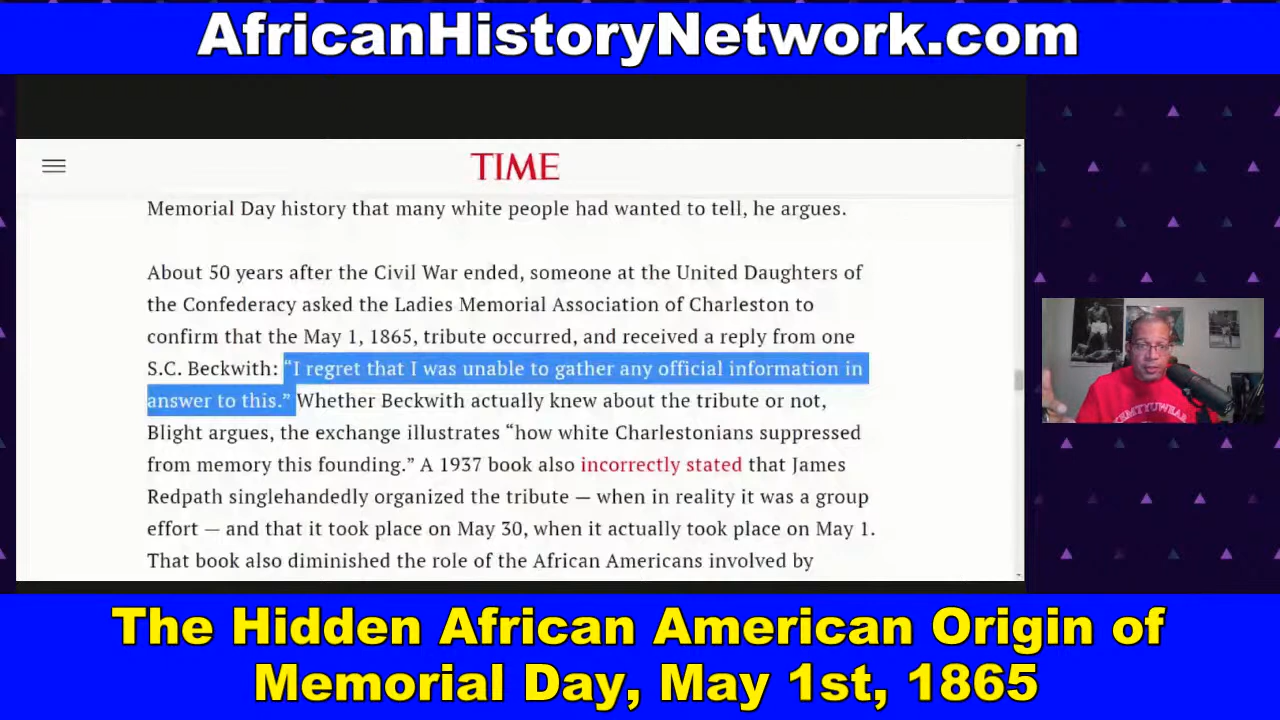 AfricanHistoryNetwork.com
TIME
Memorial Day history that many white people had wanted to tell, he argues.
About 50 years after the Civil War ended, someone at the United Daughters of
the Confederacy asked the Ladies Memorial Association of Charleston to
confirm that the May 1, 1865, tribute occurred, and received a reply from one
S.C. Beckwith: “I regret that I was unable to gather any official information in
answer to this.” Whether Beckwith actually knew about the tribute or not,
Blight argues, the exchange illustrates “how white Charlestonians suppressed
from memory this founding.” A 1937 book also incorrectly stated that James
Redpath singlehandedly organized the tribute — when in reality it was a group
effort — and that it took place on May 30, when it actually took place on May 1.
That book also diminished the role of the African Americans involved by
The Hidden African American Origin of
Memorial Day, May 1st, 1865